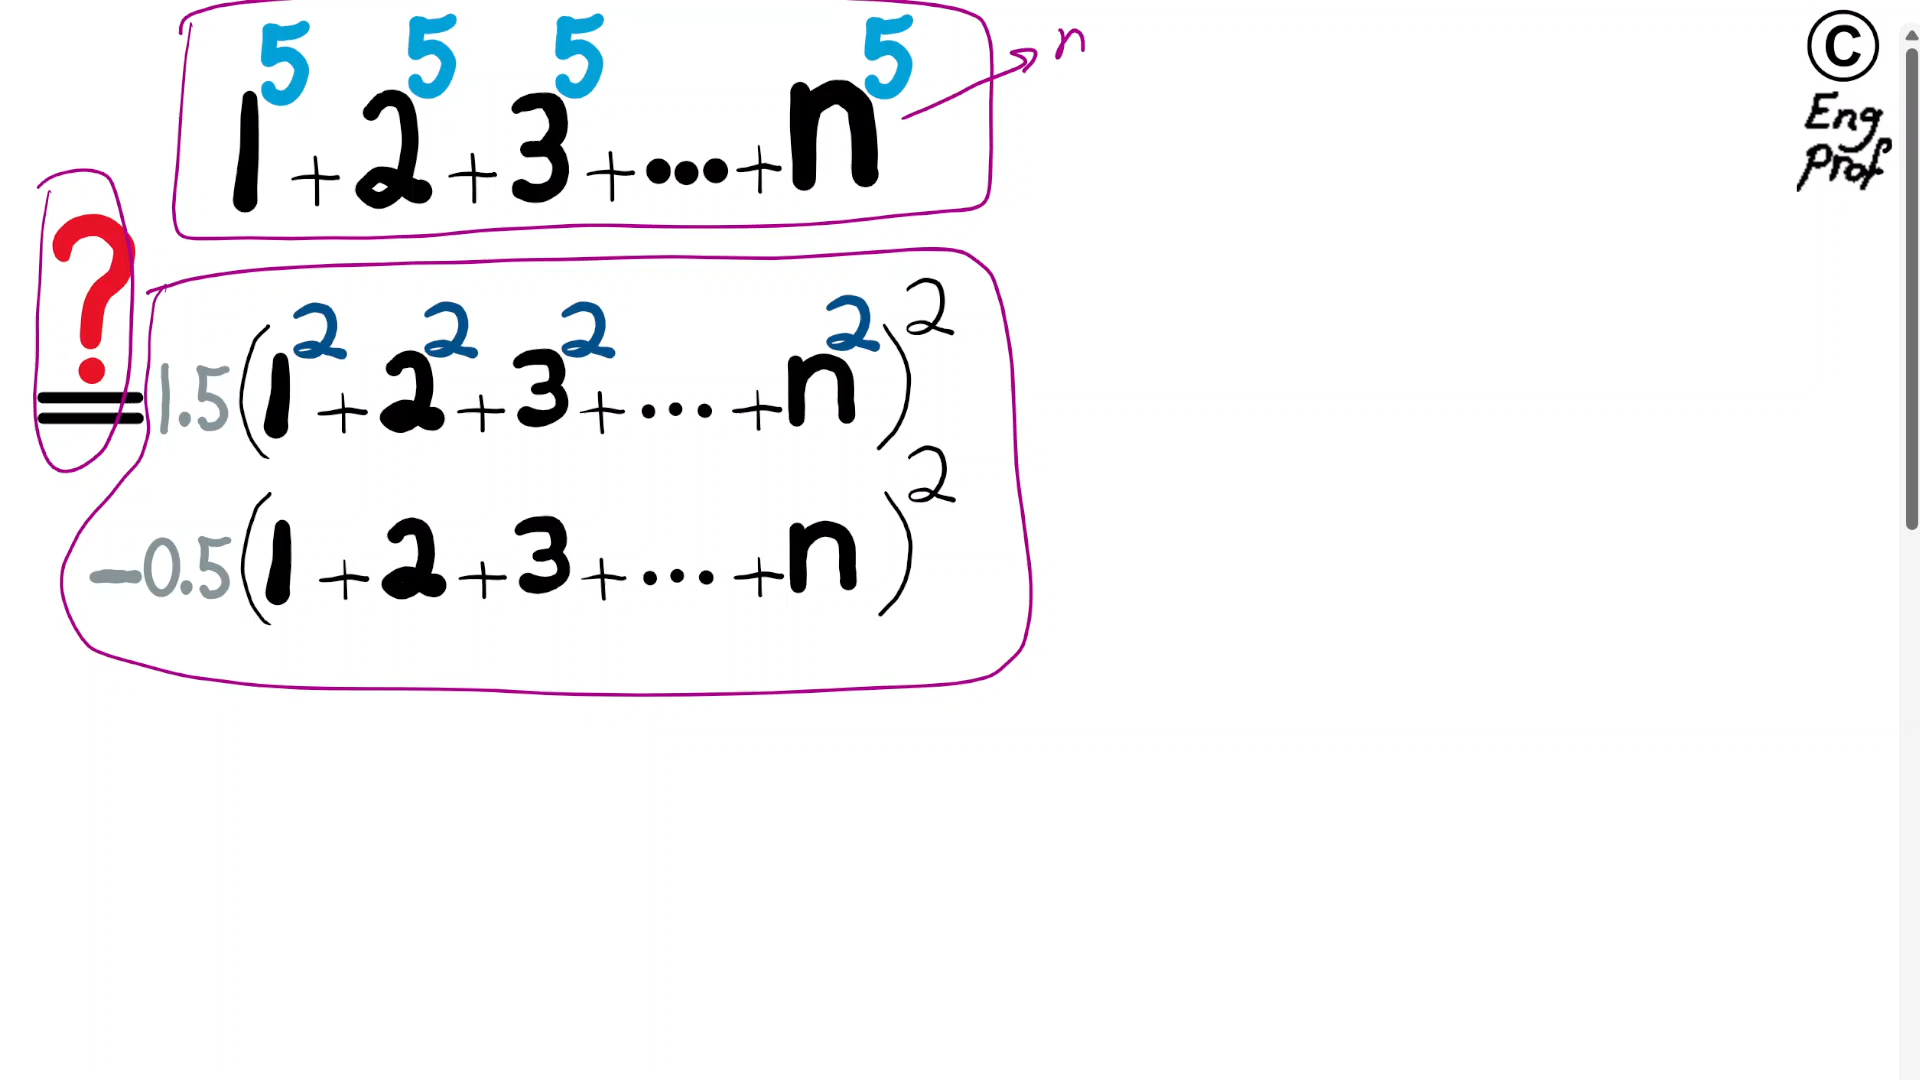 1⁵+2⁵+3⁵+•••+n⁵ → n
?
=1.5(1²+2²+3²+...+n²)²
-0.5(1+2+3+...+n)²
©
Eng
Prof